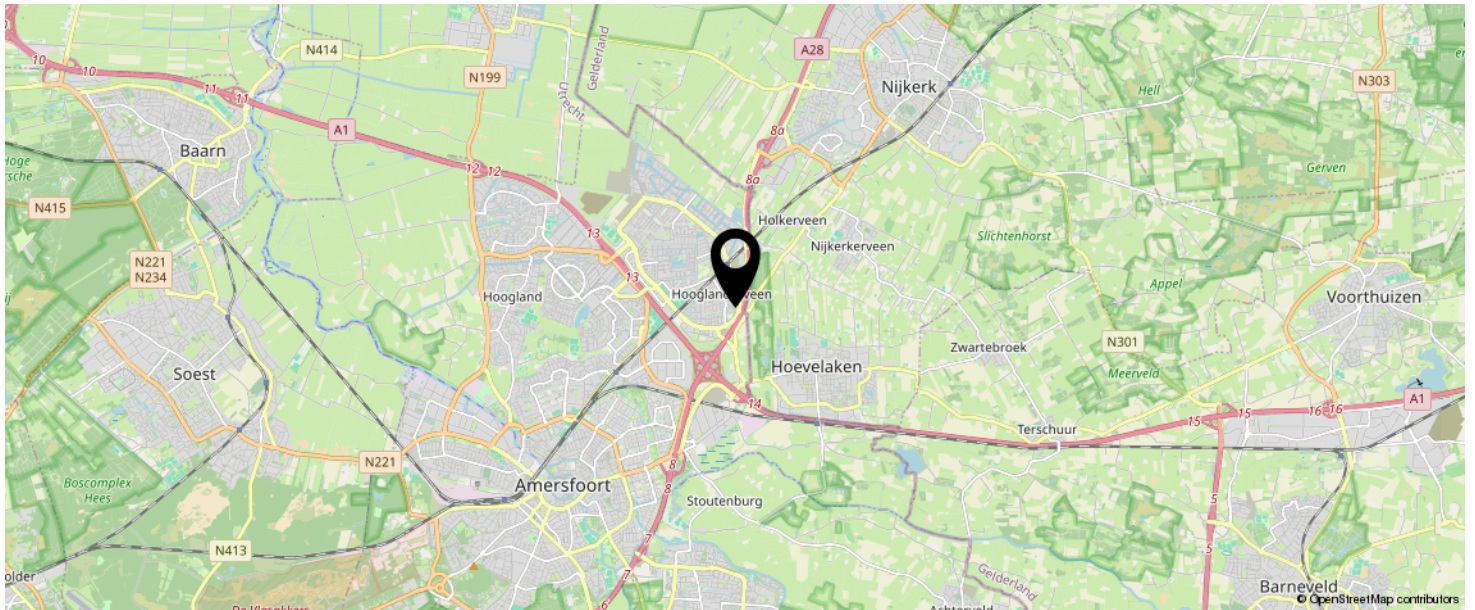 N414
N199
A28
Gelderland
Utrecht
Nijkerk
Hell
N303
10
10
11
11
A1
8a
Baarn
12
12
8a
Gerven
N415
13
Holkerveen
Slichtenhorst
Nijkerkerveen
N221
N234
13
Hoogland
Appel
Voorthuizen
Zwartebroek
N301
Soest
Hoevelaken
Meerveld
14
A1
15
15
16
16
Terschuur
N221
8
Boscomplex
Hees
Amersfoort
8
Stoutenburg
5
N413
7
5
7
Gelderland
Barneveld
6
© OpenStreetMap contributors